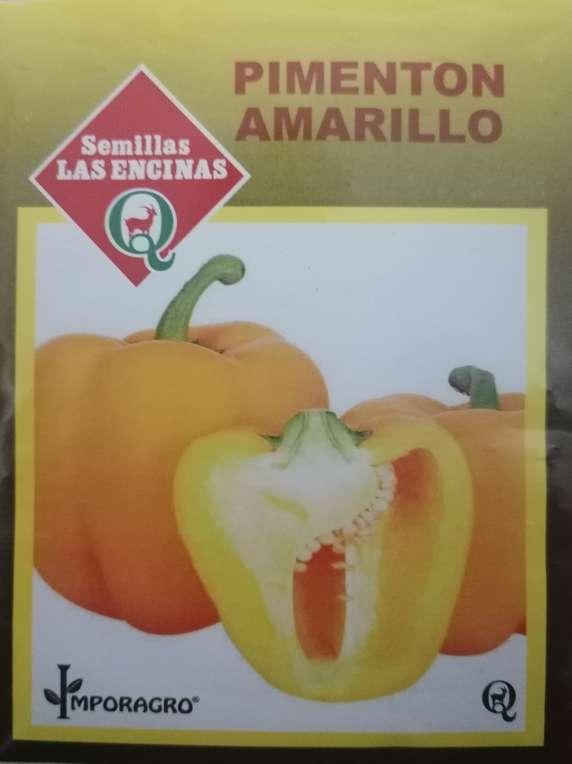 PIMENTON
AMARILLO
Semillas
LAS ENCINAS
Q
IMPORAGRO®
Q